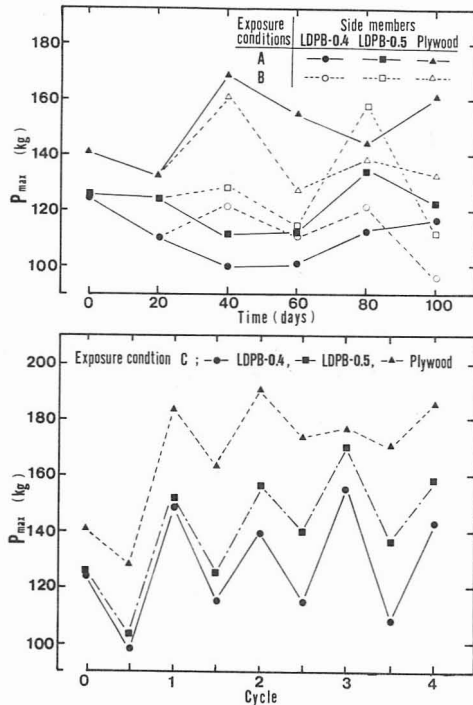 Exposure conditions Side members
LDPB-0.4 LDPB-0.5 Plywood
A
B
180
160
140
120
100
Pmax (kg)
0 20 40 60 80 100
Time (days)
Exposure condtion C ; LDPB-0.4, LDPB-0.5, Plywood
200
180
160
140
120
100
Pmax (kg)
0 1 2 3 4
Cycle